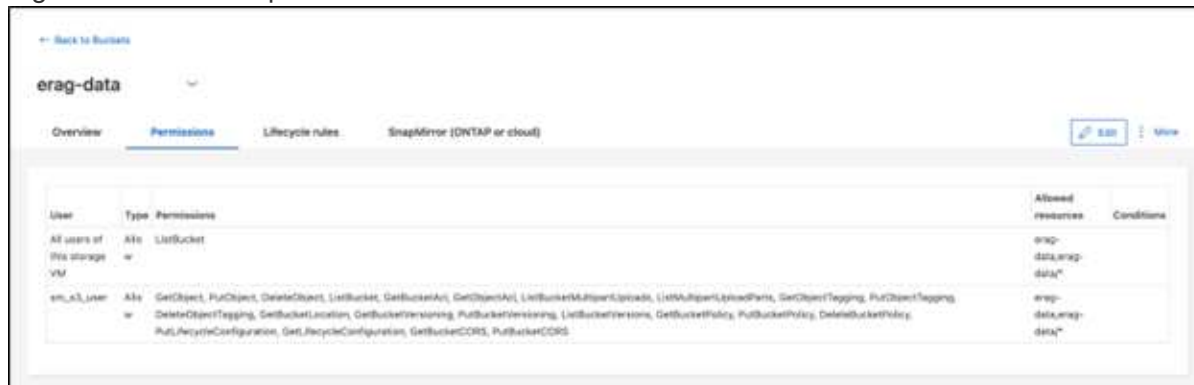 ← Back to Buckets
erag-data
Overview Permissions Lifecycle rules SnapMirror (ONTAP or cloud) Edit More
Allowed
User Type Permissions resources Conditions
All users of Allo ListBucket erag-
this storage w data,erag-
VM data/*
sm_s3_user Allo GetObject, PutObject, DeleteObject, ListBucket, GetBucketAcl, GetObjectAcl, ListBucketMultipartUploads, ListMultipartUploadParts, GetObjectTagging, PutObjectTagging, erag-
w DeleteObjectTagging, GetBucketLocation, GetBucketVersioning, PutBucketVersioning, ListBucketVersions, GetBucketPolicy, PutBucketPolicy, DeleteBucketPolicy, data,erag-
PutLifecycleConfiguration, GetLifecycleConfiguration, GetBucketCORS, PutBucketCORS data/*